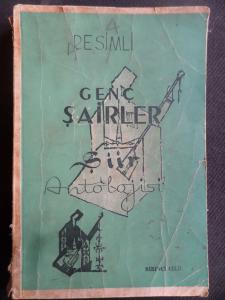 RESİMLİ
GENÇ
ŞAİRLER
Şiir
Antolojisi